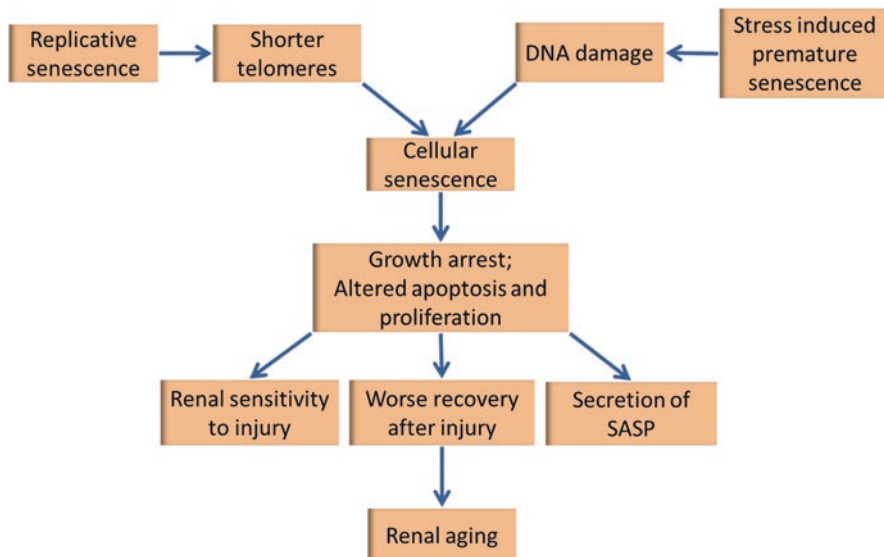 Replicative
senescence
Shorter
telomeres
DNA damage
Stress induced
premature
senescence
Cellular
senescence
Growth arrest;
Altered apoptosis and
proliferation
Renal sensitivity
to injury
Worse recovery
after injury
Secretion of
SASP
Renal aging